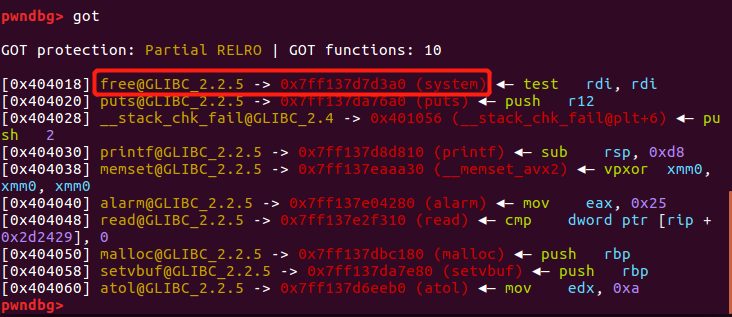 pwndbg> got
GOT protection: Partial RELRO | GOT functions: 10
[0x404018] free@GLIBC_2.2.5 -> 0x7ff137d7d3a0 (system) ◂— test   rdi, rdi
[0x404020] puts@GLIBC_2.2.5 -> 0x7ff137da76a0 (puts) ◂— push   r12
[0x404028] __stack_chk_fail@GLIBC_2.4 -> 0x401056 (__stack_chk_fail@plt+6) ◂— pu
sh   2
[0x404030] printf@GLIBC_2.2.5 -> 0x7ff137d8d810 (printf) ◂— sub    rsp, 0xd8
[0x404038] memset@GLIBC_2.2.5 -> 0x7ff137eaaa30 (__memset_avx2) ◂— vpxor  xmm0,
xmm0, xmm0
[0x404040] alarm@GLIBC_2.2.5 -> 0x7ff137e04280 (alarm) ◂— mov    eax, 0x25
[0x404048] read@GLIBC_2.2.5 -> 0x7ff137e2f310 (read) ◂— cmp    dword ptr [rip +
0x2d2429], 0
[0x404050] malloc@GLIBC_2.2.5 -> 0x7ff137dbc180 (malloc) ◂— push   rbp
[0x404058] setvbuf@GLIBC_2.2.5 -> 0x7ff137da7e80 (setvbuf) ◂— push   rbp
[0x404060] atol@GLIBC_2.2.5 -> 0x7ff137d6eeb0 (atol) ◂— mov    edx, 0xa
pwndbg>